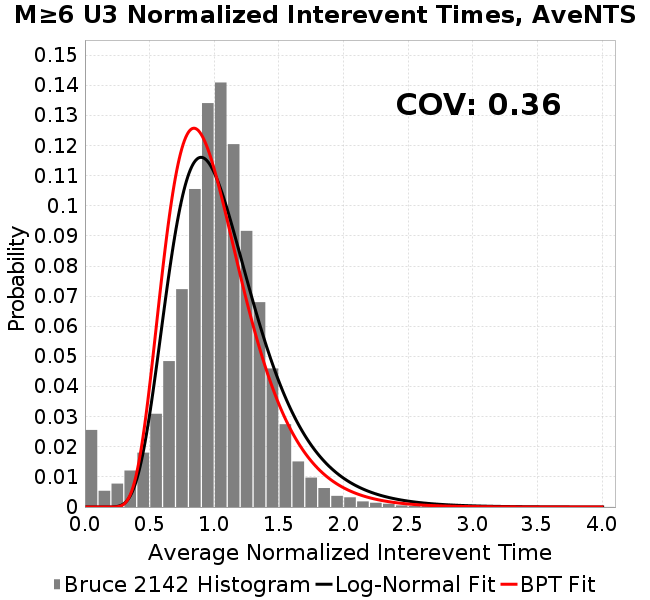 M≥6 U3 Normalized Interevent Times, AveNTS
COV: 0.36
Probability
0.15
0.14
0.13
0.12
0.11
0.1
0.09
0.08
0.07
0.06
0.05
0.04
0.03
0.02
0.01
0
0.0 0.5 1.0 1.5 2.0 2.5 3.0 3.5 4.0
Average Normalized Interevent Time
Bruce 2142 Histogram Log-Normal Fit BPT Fit